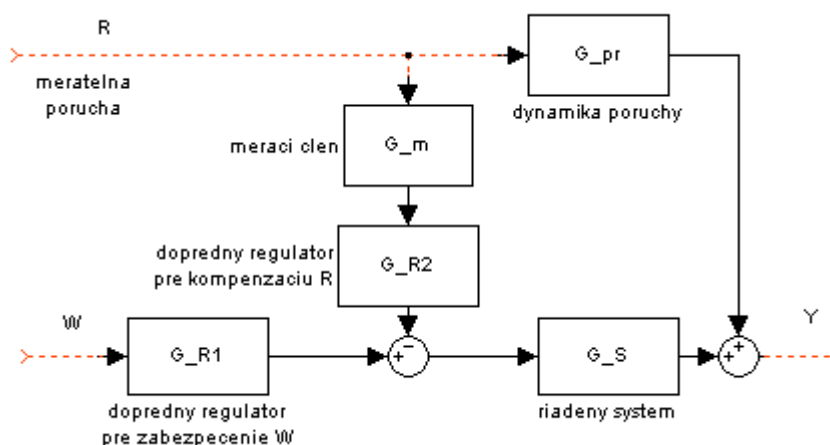 R
G_pr
meratelna
porucha
dynamika poruchy
meraci clen
G_m
dopredny regulator
pre kompenzaciu R
G_R2
W
Y
G_R1
+
−
G_S
+
+
dopredny regulator
pre zabezpecenie W
riadeny system